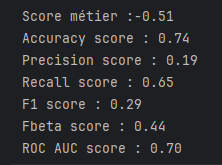 Score métier :-0.51
Accuracy score : 0.74
Precision score : 0.19
Recall score : 0.65
F1 score : 0.29
Fbeta score : 0.44
ROC AUC score : 0.70